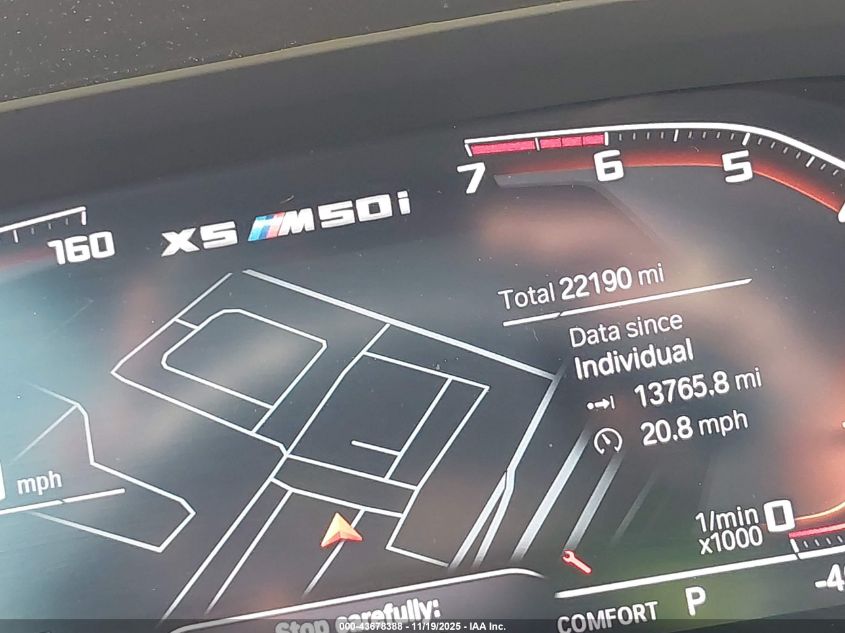 7 6 5
160 X5 M50i
Total 22190 mi
Data since
Individual
13765.8 mi
20.8 mph
mph
1/min 0
x1000
COMFORT P
Stop carefully:
000-43678388 - 11/19/2025 - IAA Inc.